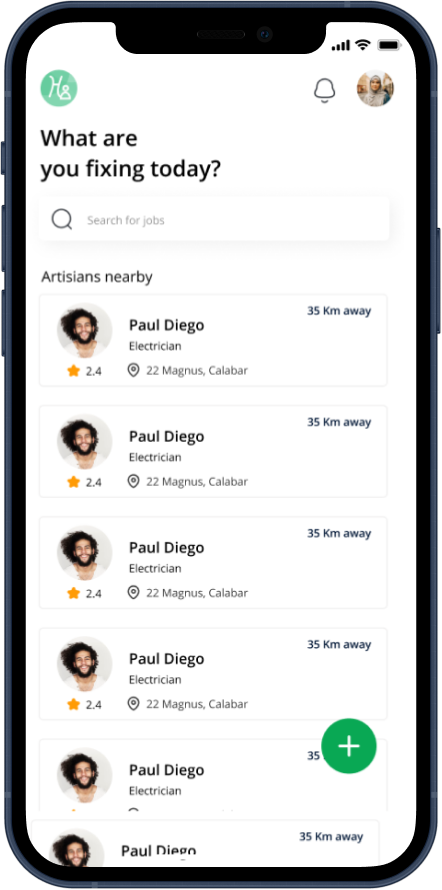 H
What are
you fixing today?
Search for jobs
Artisians nearby
35 Km away
Paul Diego
Electrician
2.4
22 Magnus, Calabar
35 Km away
Paul Diego
Electrician
2.4
22 Magnus, Calabar
35 Km away
Paul Diego
Electrician
2.4
22 Magnus, Calabar
35 Km away
Paul Diego
Electrician
2.4
22 Magnus, Calabar
35
Paul Diego
Electrician
35 Km away
Paul Diego